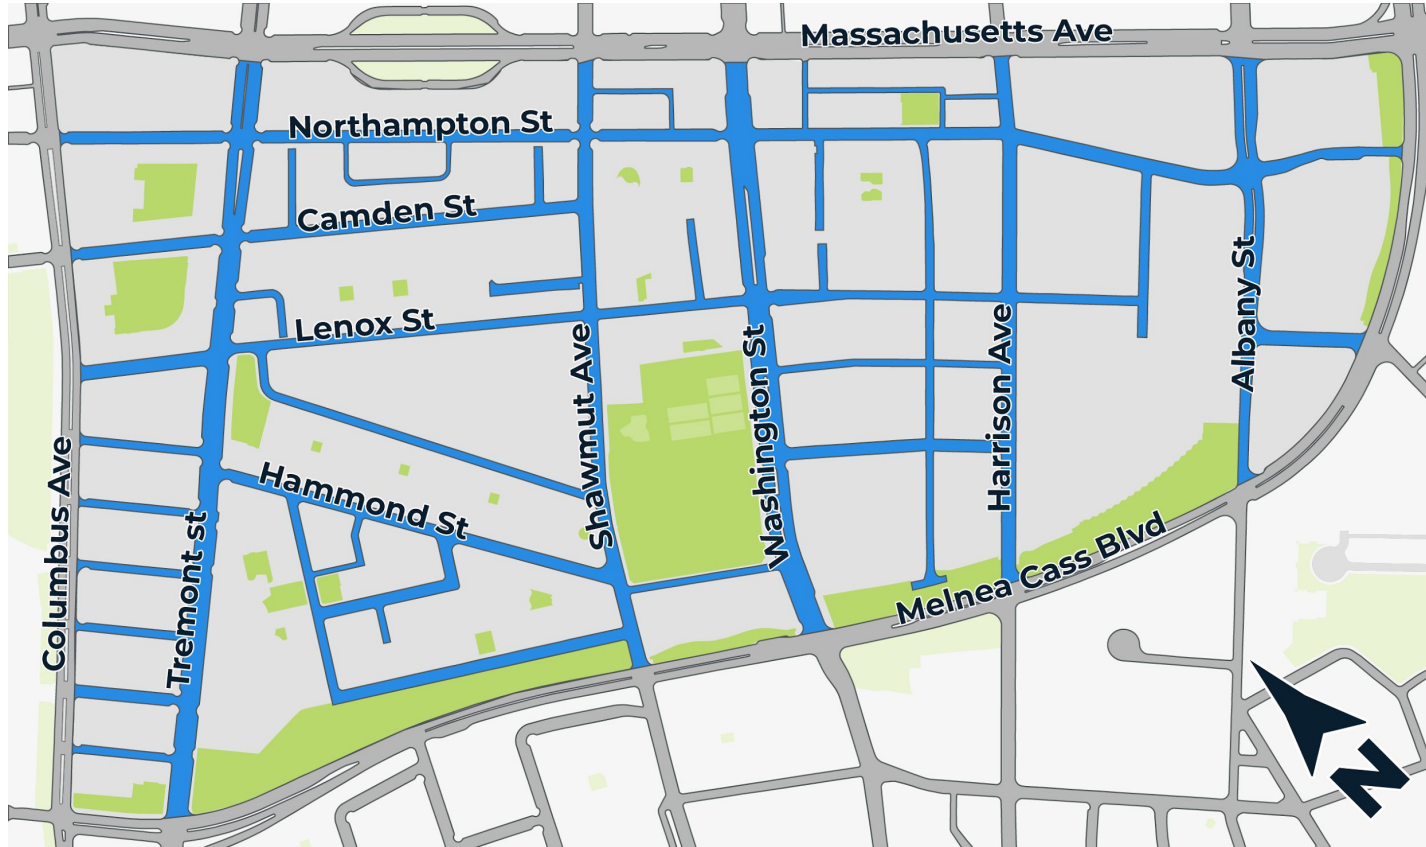 Massachusetts Ave
Northampton St
Camden St
Lenox St
Hammond St
Columbus Ave
Tremont st
Shawmut Ave
Washington St
Harrison Ave
Albany St
Melnea Cass Blvd
N